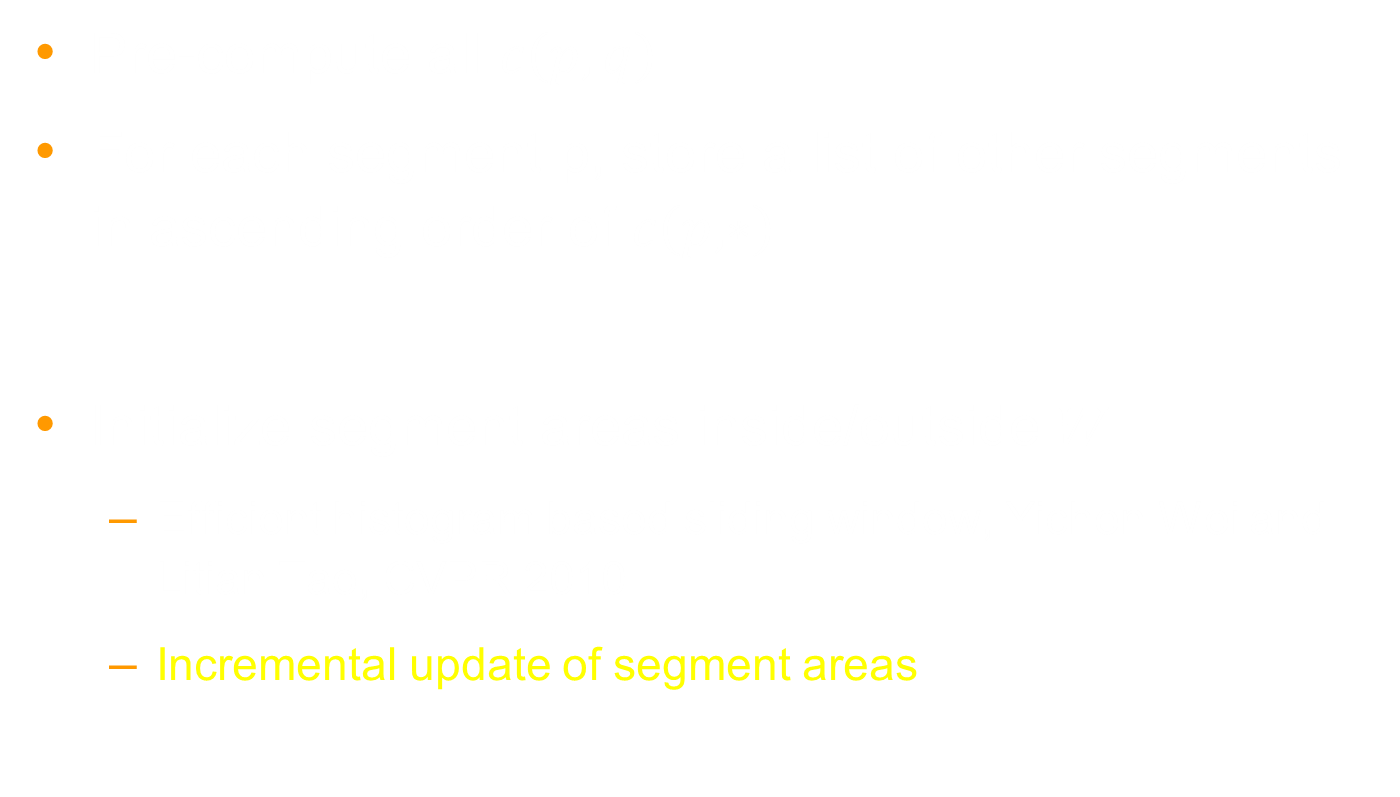 •
•
•
–
– Incremental update of segment areas